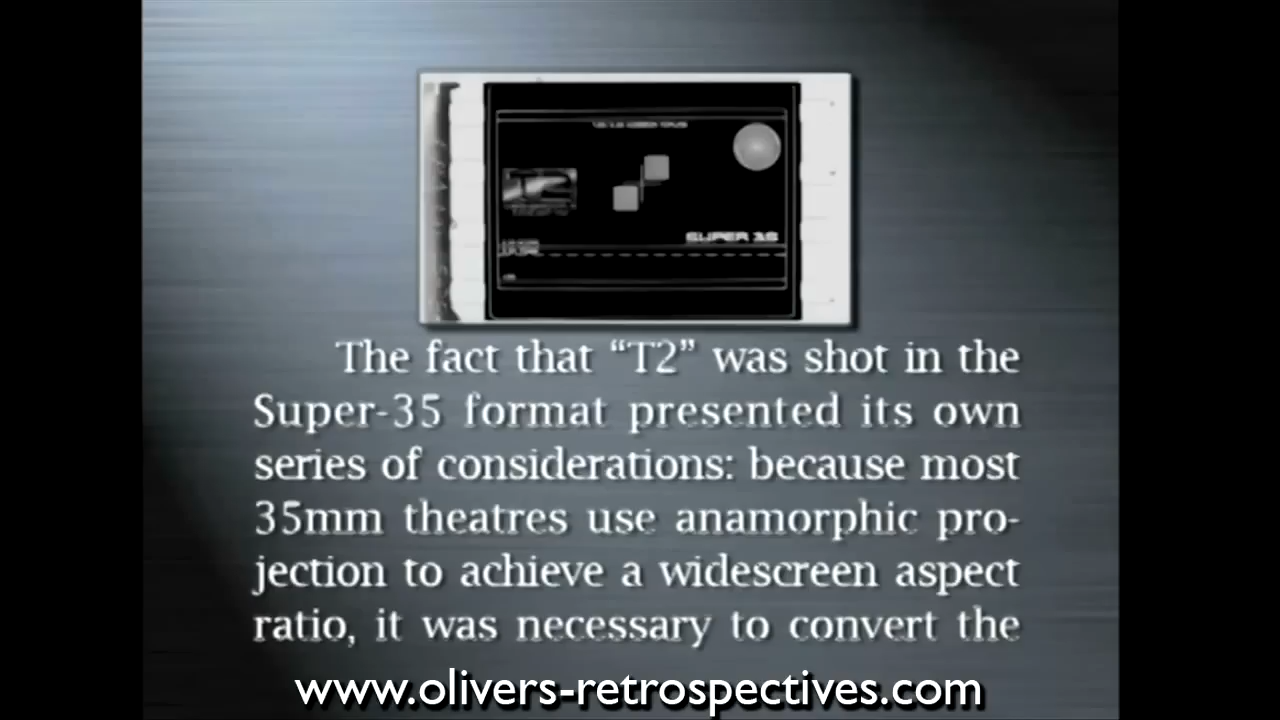 T2
SUPER 35
The fact that “T2” was shot in the
Super-35 format presented its own
series of considerations: because most
35mm theatres use anamorphic pro-
jection to achieve a widescreen aspect
ratio, it was necessary to convert the
www.olivers-retrospectives.com